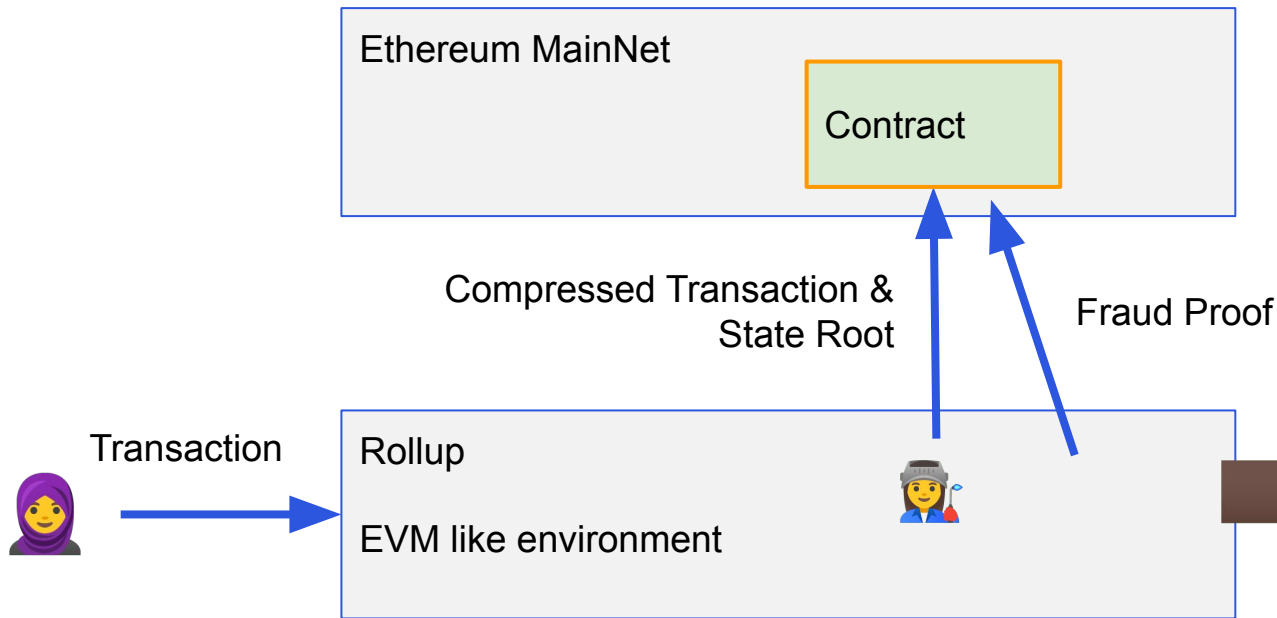 Ethereum MainNet
Contract
Compressed Transaction &
State Root
Fraud Proof
Transaction
Rollup
EVM like environment